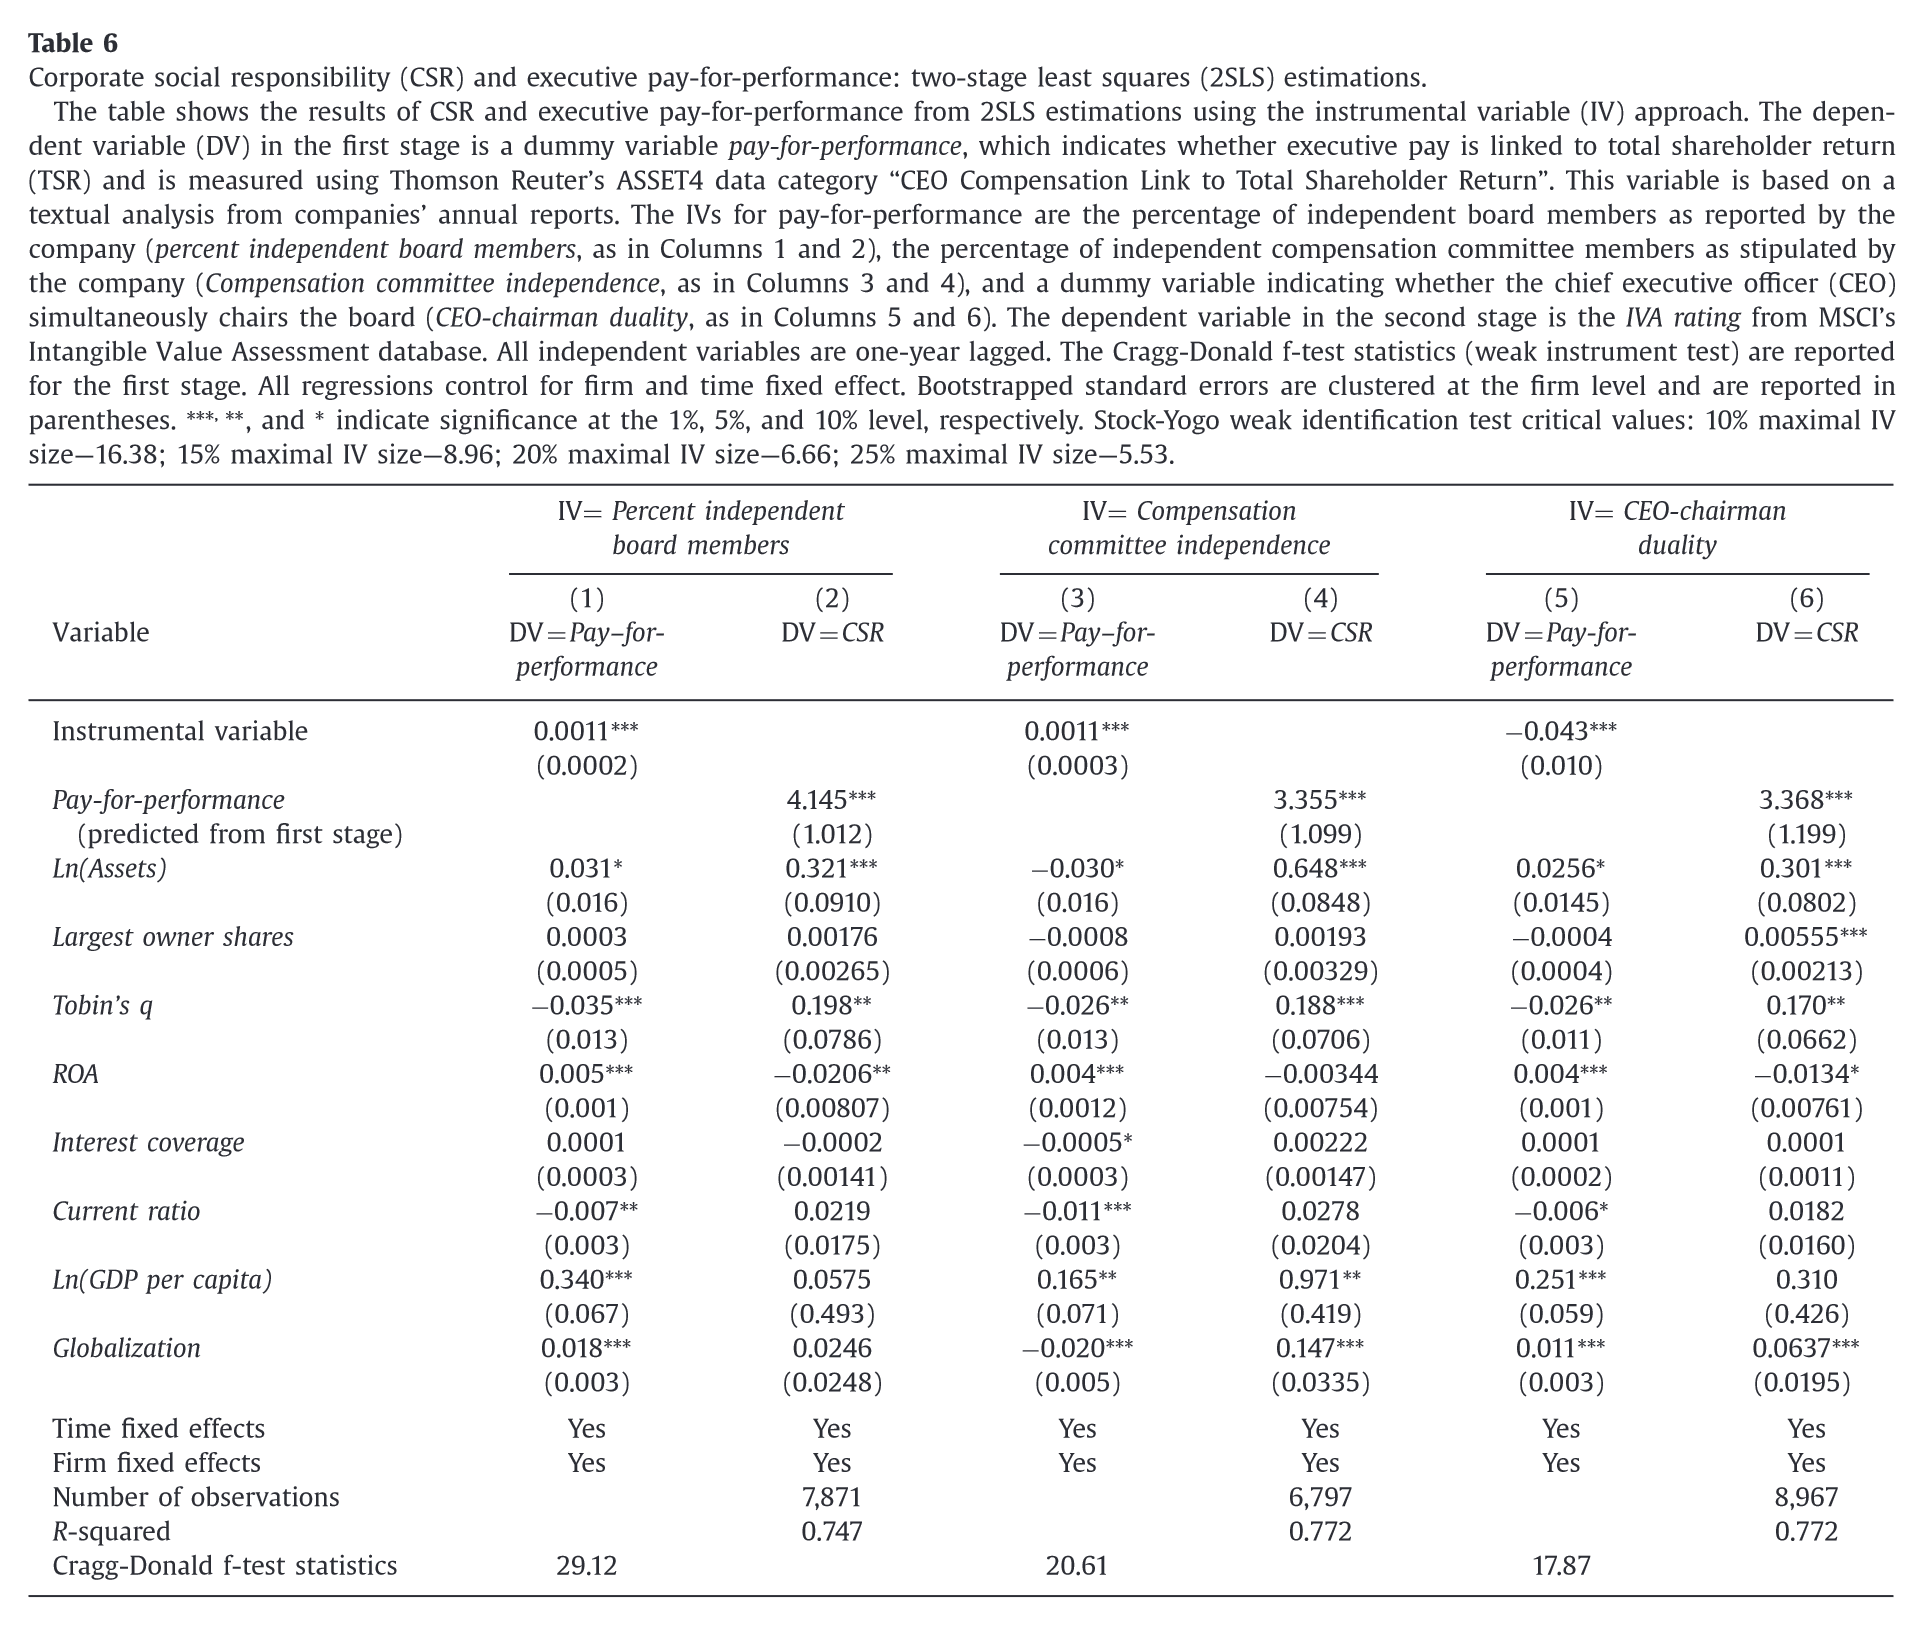 Table 6
Corporate social responsibility (CSR) and executive pay-for-performance: two-stage least squares (2SLS) estimations.
The table shows the results of CSR and executive pay-for-performance from 2SLS estimations using the instrumental variable (IV) approach. The depen-
dent variable (DV) in the first stage is a dummy variable pay-for-performance, which indicates whether executive pay is linked to total shareholder return
(TSR) and is measured using Thomson Reuter's ASSET4 data category “CEO Compensation Link to Total Shareholder Return”. This variable is based on a
textual analysis from companies' annual reports. The IVs for pay-for-performance are the percentage of independent board members as reported by the
company (percent independent board members, as in Columns 1 and 2), the percentage of independent compensation committee members as stipulated by
the company (Compensation committee independence, as in Columns 3 and 4), and a dummy variable indicating whether the chief executive officer (CEO)
simultaneously chairs the board (CEO-chairman duality, as in Columns 5 and 6). The dependent variable in the second stage is the IVA rating from MSCI's
Intangible Value Assessment database. All independent variables are one-year lagged. The Cragg-Donald f-test statistics (weak instrument test) are reported
for the first stage. All regressions control for firm and time fixed effect. Bootstrapped standard errors are clustered at the firm level and are reported in
parentheses. ***, **, and * indicate significance at the 1%, 5%, and 10% level, respectively. Stock-Yogo weak identification test critical values: 10% maximal IV
size—16.38; 15% maximal IV size—8.96; 20% maximal IV size—6.66; 25% maximal IV size—5.53.
IV= Percent independent IV= Compensation IV= CEO-chairman
board members committee independence duality
(1) (2) (3) (4) (5) (6)
Variable DV=Pay–for- DV=CSR DV=Pay–for- DV=CSR DV=Pay-for- DV=CSR
performance performance performance
Instrumental variable 0.0011*** 0.0011*** −0.043***
(0.0002) (0.0003) (0.010)
Pay-for-performance 4.145*** 3.355*** 3.368***
(predicted from first stage) (1.012) (1.099) (1.199)
Ln(Assets) 0.031* 0.321*** −0.030* 0.648*** 0.0256* 0.301***
(0.016) (0.0910) (0.016) (0.0848) (0.0145) (0.0802)
Largest owner shares 0.0003 0.00176 −0.0008 0.00193 −0.0004 0.00555***
(0.0005) (0.00265) (0.0006) (0.00329) (0.0004) (0.00213)
Tobin's q −0.035*** 0.198** −0.026** 0.188*** −0.026** 0.170**
(0.013) (0.0786) (0.013) (0.0706) (0.011) (0.0662)
ROA 0.005*** −0.0206** 0.004*** −0.00344 0.004*** −0.0134*
(0.001) (0.00807) (0.0012) (0.00754) (0.001) (0.00761)
Interest coverage 0.0001 −0.0002 −0.0005* 0.00222 0.0001 0.0001
(0.0003) (0.00141) (0.0003) (0.00147) (0.0002) (0.0011)
Current ratio −0.007** 0.0219 −0.011*** 0.0278 −0.006* 0.0182
(0.003) (0.0175) (0.003) (0.0204) (0.003) (0.0160)
Ln(GDP per capita) 0.340*** 0.0575 0.165** 0.971** 0.251*** 0.310
(0.067) (0.493) (0.071) (0.419) (0.059) (0.426)
Globalization 0.018*** 0.0246 −0.020*** 0.147*** 0.011*** 0.0637***
(0.003) (0.0248) (0.005) (0.0335) (0.003) (0.0195)
Time fixed effects Yes Yes Yes Yes Yes Yes
Firm fixed effects Yes Yes Yes Yes Yes Yes
Number of observations 7,871 6,797 8,967
R-squared 0.747 0.772 0.772
Cragg-Donald f-test statistics 29.12 20.61 17.87